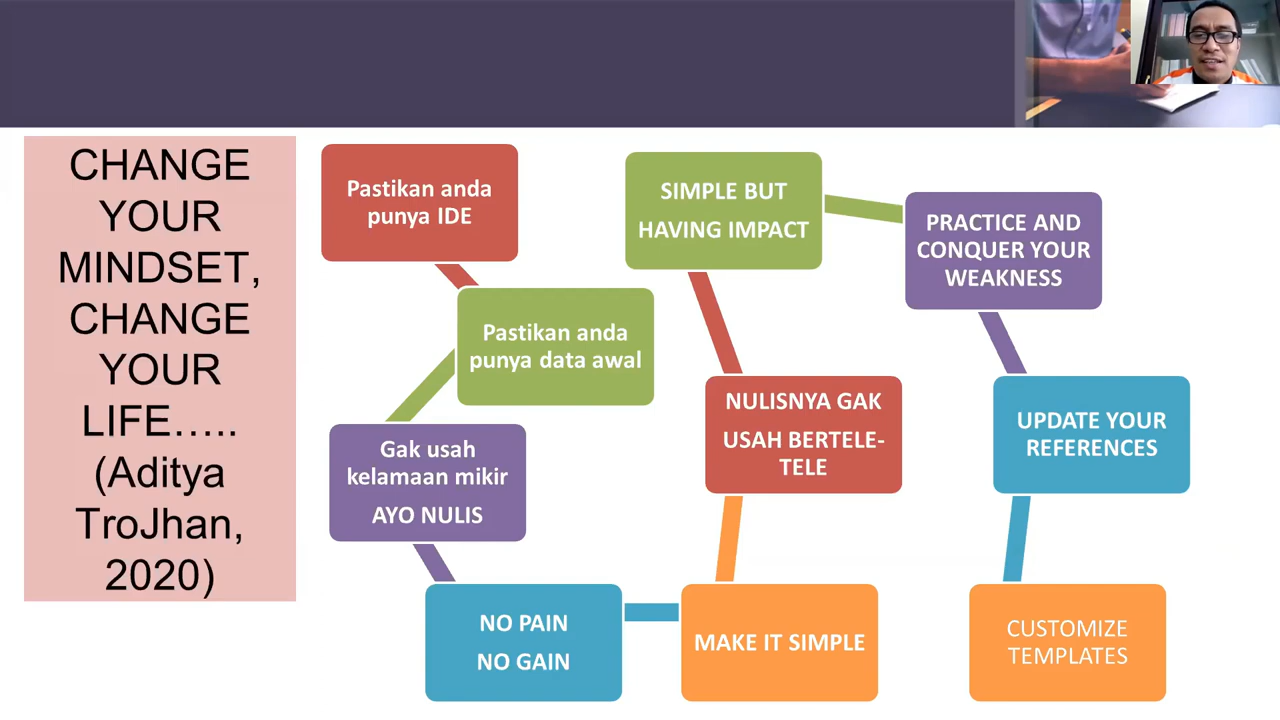 CHANGE
YOUR
MINDSET,
CHANGE
YOUR
LIFE.….
(Aditya
TroJhan,
2020)
Pastikan anda
punya IDE
Pastikan anda
punya data awal
Gak usah
kelamaan mikir
AYO NULIS
NO PAIN
NO GAIN
MAKE IT SIMPLE
NULISNYA GAK
USAH BERTELE-
TELE
SIMPLE BUT
HAVING IMPACT
PRACTICE AND
CONQUER YOUR
WEAKNESS
UPDATE YOUR
REFERENCES
CUSTOMIZE
TEMPLATES